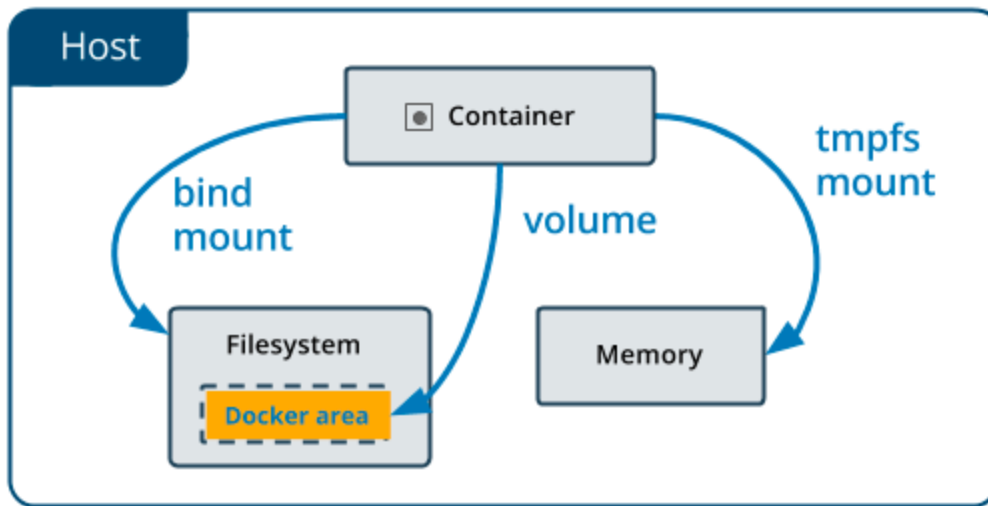 Host
Container
bind
mount
volume
tmpfs
mount
Filesystem
Docker area
Memory